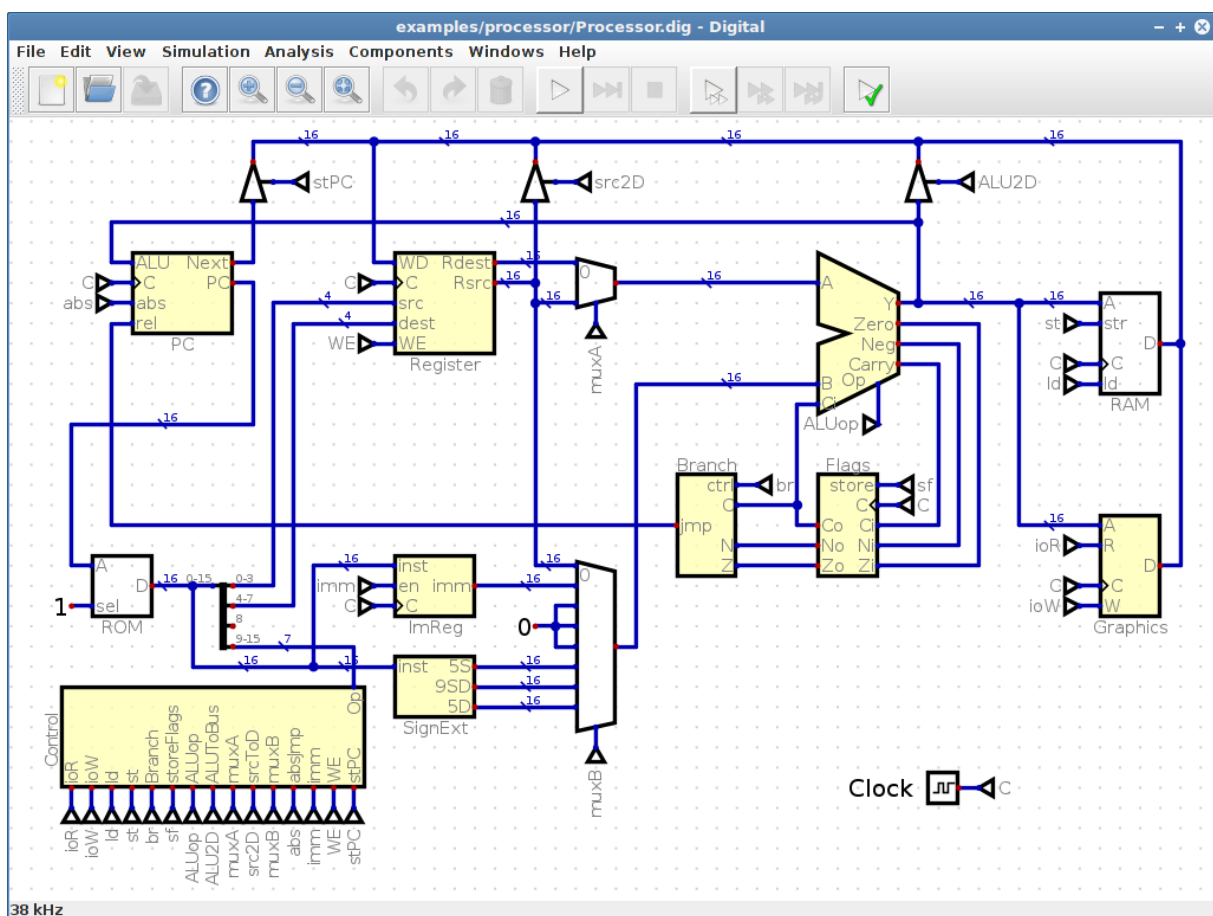 examples/processor/Processor.dig - Digital
File Edit View Simulation Analysis Components Windows Help
16 16 16 16
stPC src2D ALU2D
16
ALU Next
C C PC
abs abs
rel
PC
WD Rdest 16
C C Rsrc 16
4 src
4 dest
WE WE
Register
0
16
16
muxA
A
Y 16 16
Zero
Neg
Carry
16 B Op
Ci
ALUop
A
st str
D
C C
ld ld
RAM
16
Branch
ctrl br
C
jmp
N
Z
Flags
store sf
C C
Co Ci
No Ni
Zo Zi
16 A
ioR R
D
C C
ioW W
Graphics
A
D 16 0-15
1 sel
ROM
0-3
4-7
8
9-15 7
16 16
16 inst
imm en imm 16
C C
ImReg
0
16
0
inst 5S 16
9SD 16
5D 16
SignExt
muxB
Control
Op
ioR ioW ld st Branch storeFlags ALUop ALUToBus muxA srcToD muxB absJmp imm WE stPC
ioR ioW ld st br sf ALUop ALU2D muxA src2D muxB abs imm WE stPC
Clock C
38 kHz